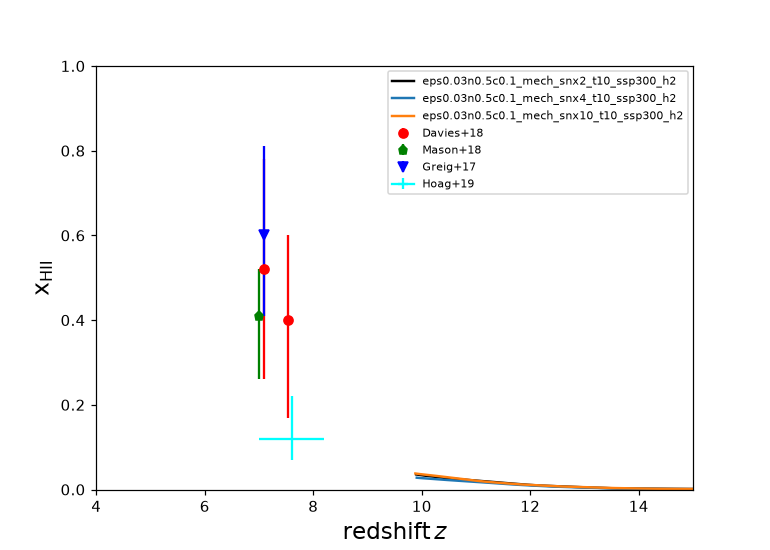 1.0
0.8
0.6
0.4
0.2
0.0
xHII
eps0.03n0.5c0.1_mech_snx2_t10_ssp300_h2
eps0.03n0.5c0.1_mech_snx4_t10_ssp300_h2
eps0.03n0.5c0.1_mech_snx10_t10_ssp300_h2
Davies+18
Mason+18
Greig+17
Hoag+19
4 6 8 10 12 14
redshift z